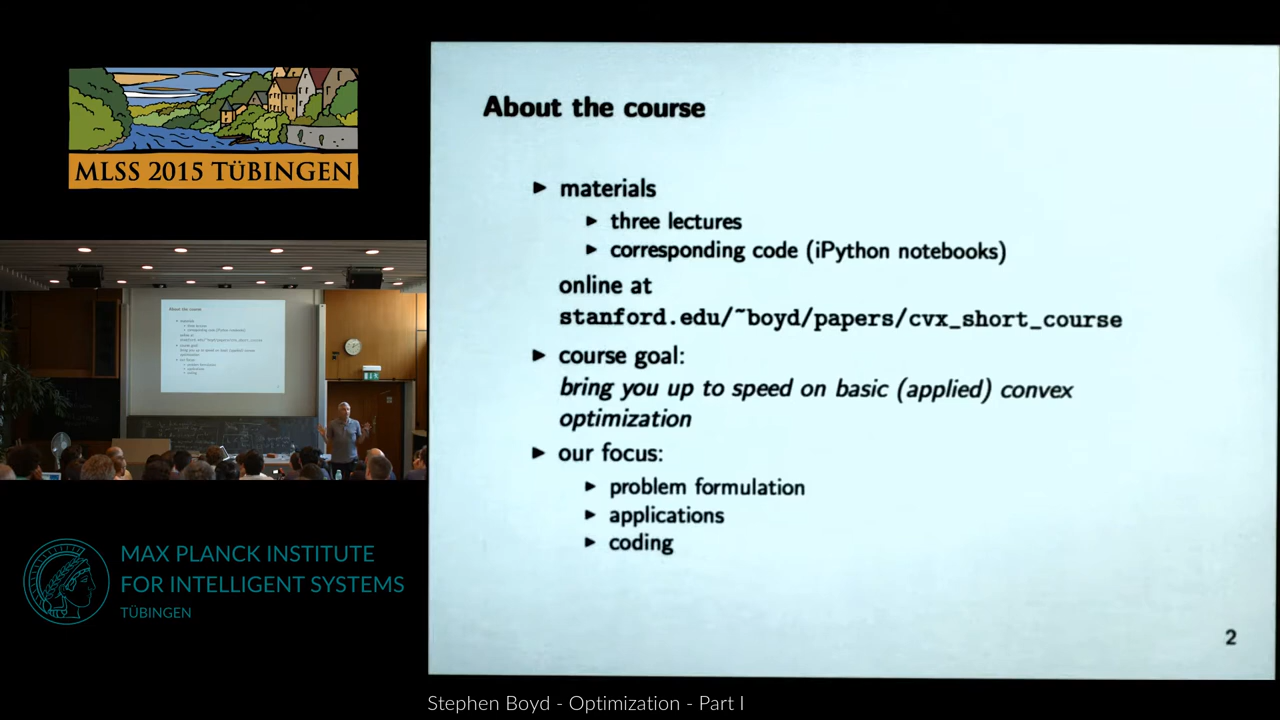 MLSS 2015 TÜBINGEN
About the course
materials
three lectures
corresponding code (iPython notebooks)
online at
stanford.edu/~boyd/papers/cvx_short_course
course goal:
bring you up to speed on basic (applied) convex
optimization
our focus:
problem formulation
applications
coding
2
MAX PLANCK INSTITUTE
FOR INTELLIGENT SYSTEMS
TÜBINGEN
Stephen Boyd - Optimization - Part I